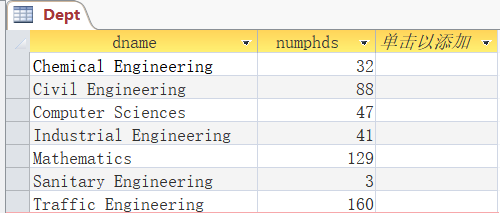 Dept
dname numphds 单击以添加
Chemical Engineering 32
Civil Engineering 88
Computer Sciences 47
Industrial Engineering 41
Mathematics 129
Sanitary Engineering 3
Traffic Engineering 160